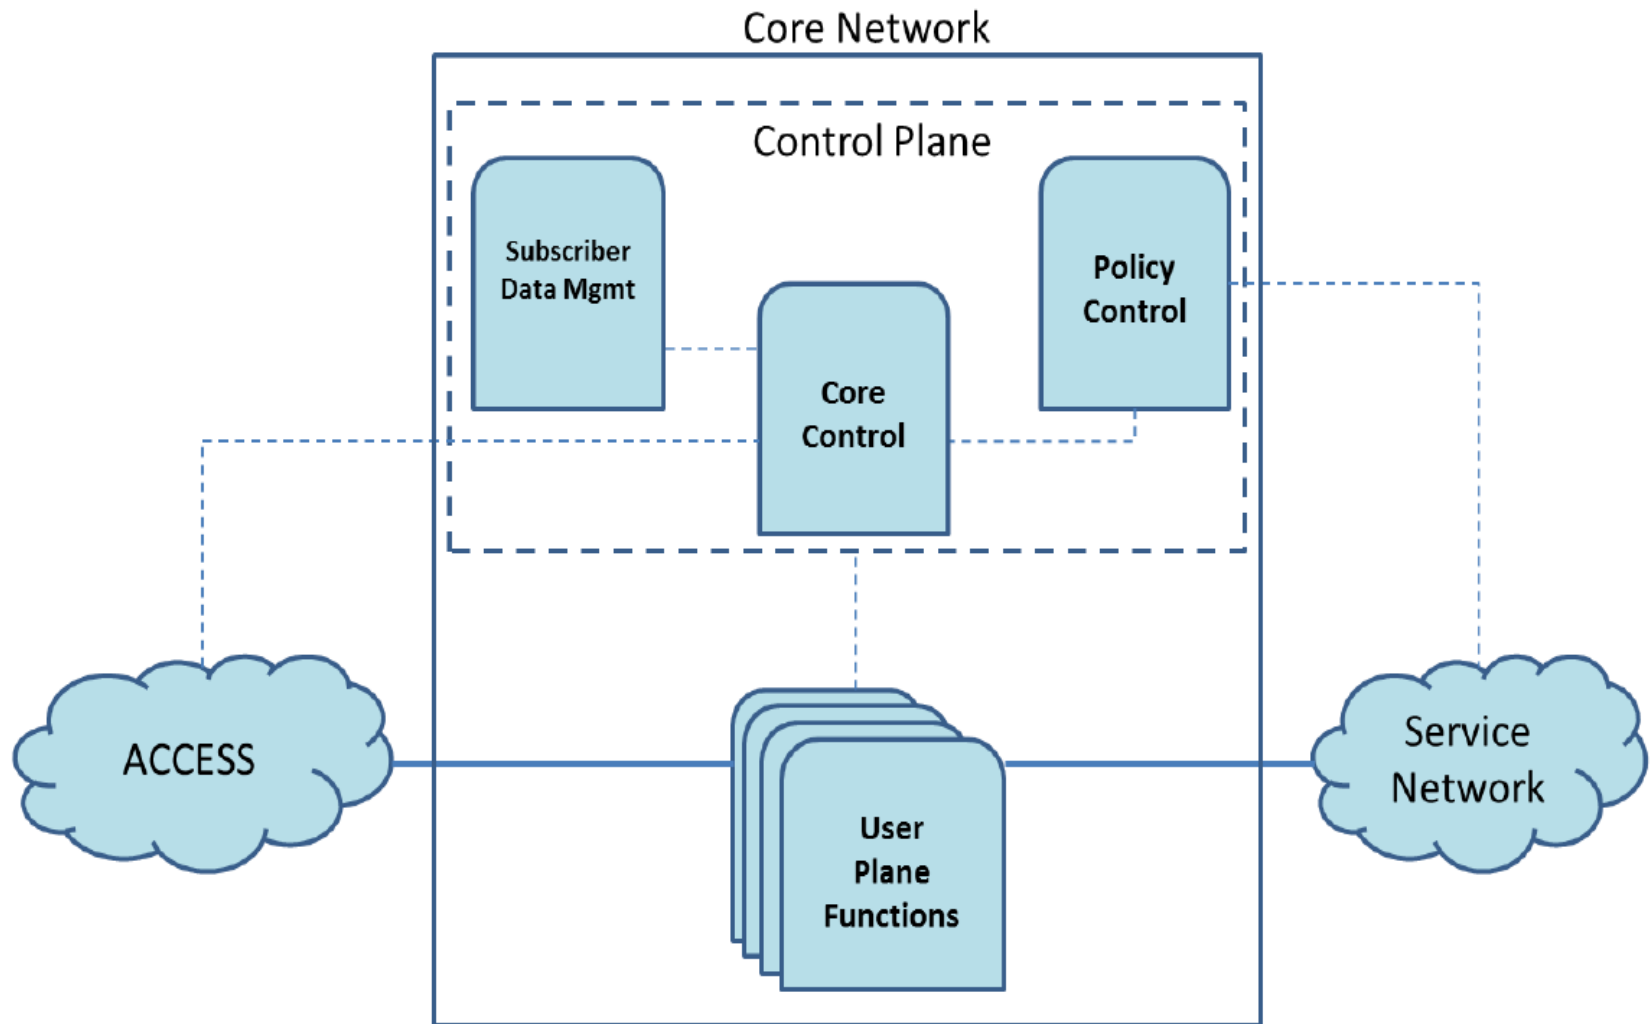 Core Network
Control Plane
Subscriber
Data Mgmt
Policy
Control
Core
Control
ACCESS
Service
Network
User
Plane
Functions